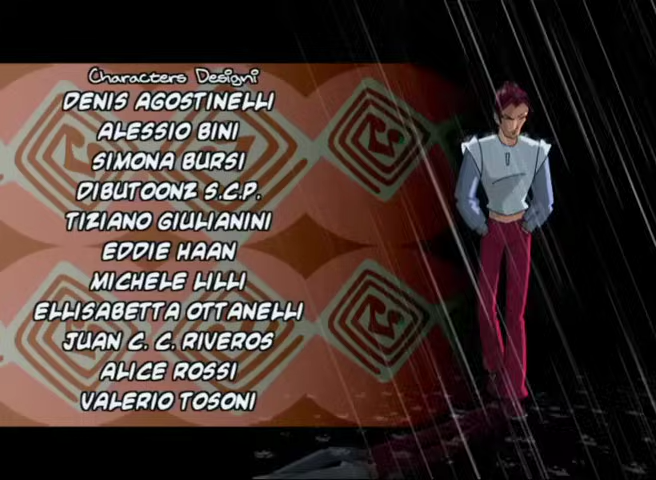 Characters Designi
DENIS AGOSTINELLI
ALESSIO BINI
SIMONA BURSI
DIBUTOONZ S.C.P.
TIZIANO GIULIANINI
EDDIE HAAN
MICHELE LILLI
ELLISABETTA OTTANELLI
JUAN C. C. RIVEROS
ALICE ROSSI
VALERIO TOSONI